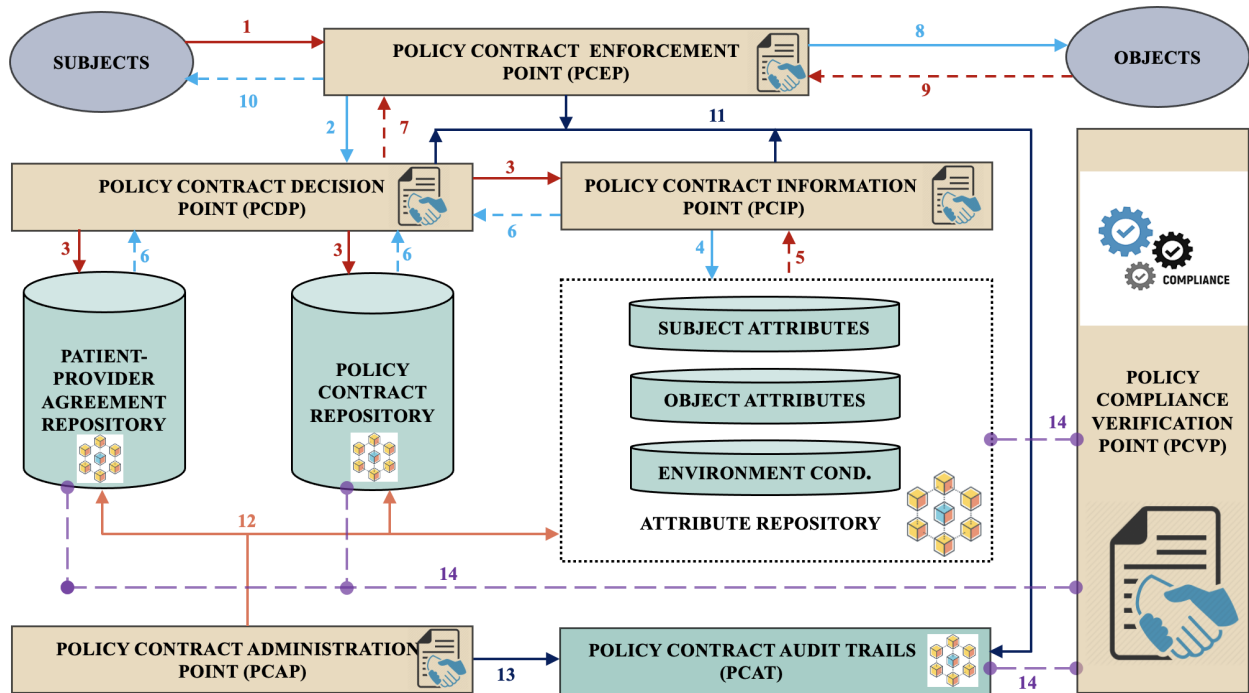 1
8
SUBJECTS
POLICY CONTRACT ENFORCEMENT
POINT (PCEP)
OBJECTS
10
9
2
7
11
POLICY CONTRACT DECISION
POINT (PCDP)
3
POLICY CONTRACT INFORMATION
POINT (PCIP)
6
3
6
3
6
4
5
COMPLIANCE
SUBJECT ATTRIBUTES
PATIENT-
PROVIDER
AGREEMENT
REPOSITORY
POLICY
CONTRACT
REPOSITORY
OBJECT ATTRIBUTES
POLICY
COMPLIANCE
VERIFICATION
POINT (PCVP)
14
ENVIRONMENT COND.
12
ATTRIBUTE REPOSITORY
14
POLICY CONTRACT ADMINISTRATION
POINT (PCAP)
13
POLICY CONTRACT AUDIT TRAILS
(PCAT)
14